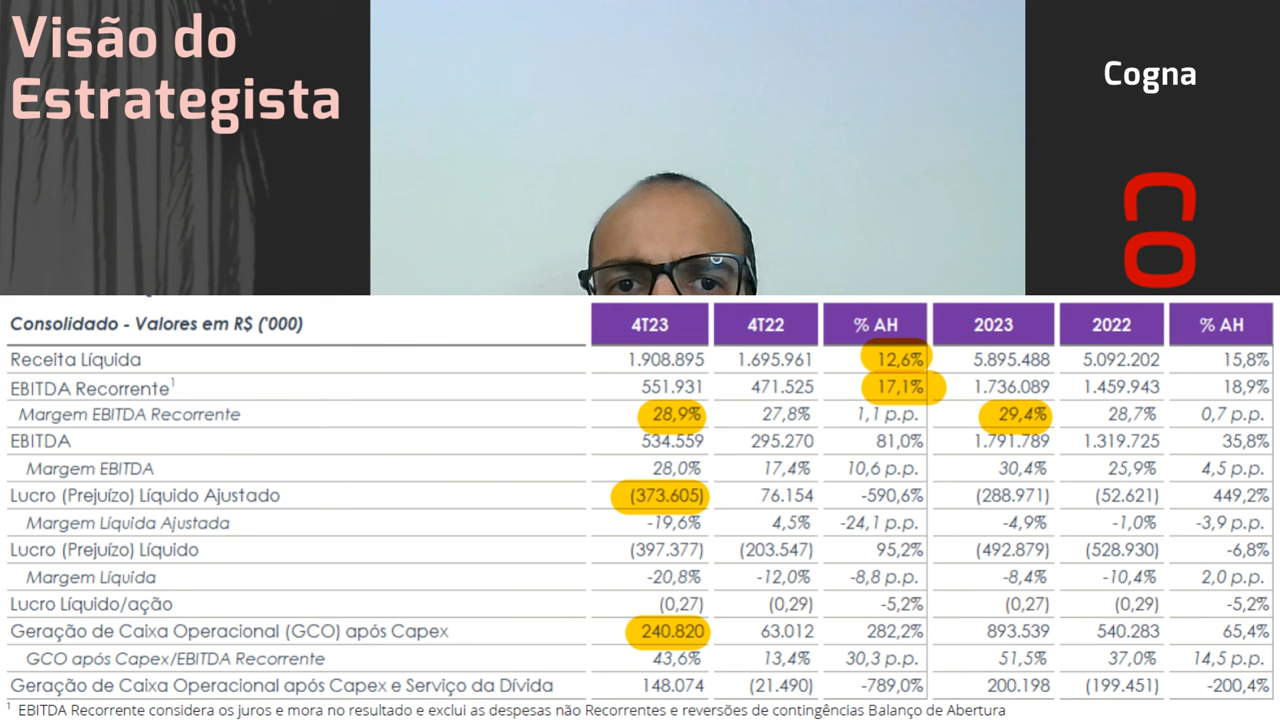 Visão do
Estrategista
Cogna
Consolidado - Valores em R$ ('000) 4T23 4T22 % AH 2023 2022 % AH
Receita Líquida 1.908.895 1.695.961 12,6% 5.895.488 5.092.202 15,8%
EBITDA Recorrente¹ 551.931 471.525 17,1% 1.736.089 1.459.943 18,9%
Margem EBITDA Recorrente 28,9% 27,8% 1,1 p.p. 29,4% 28,7% 0,7 p.p.
EBITDA 534.559 295.270 81,0% 1.791.789 1.319.725 35,8%
Margem EBITDA 28,0% 17,4% 10,6 p.p. 30,4% 25,9% 4,5 p.p.
Lucro (Prejuízo) Líquido Ajustado (373.605) 76.154 -590,6% (288.971) (52.621) 449,2%
Margem Líquida Ajustada -19,6% 4,5% -24,1 p.p. -4,9% -1,0% -3,9 p.p.
Lucro (Prejuízo) Líquido (397.377) (203.547) 95,2% (492.879) (528.930) -6,8%
Margem Líquida -20,8% -12,0% -8,8 p.p. -8,4% -10,4% 2,0 p.p.
Lucro Líquido/ação (0,27) (0,29) -5,2% (0,27) (0,29) -5,2%
Geração de Caixa Operacional (GCO) após Capex 240.820 63.012 282,2% 893.539 540.283 65,4%
GCO após Capex/EBITDA Recorrente 43,6% 13,4% 30,3 p.p. 51,5% 37,0% 14,5 p.p.
Geração de Caixa Operacional após Capex e Serviço da Dívida 148.074 (21.490) -789,0% 200.198 (199.451) -200,4%
¹ EBITDA Recorrente considera os juros e mora no resultado e exclui as despesas não Recorrentes e reversões de contingências Balanço de Abertura